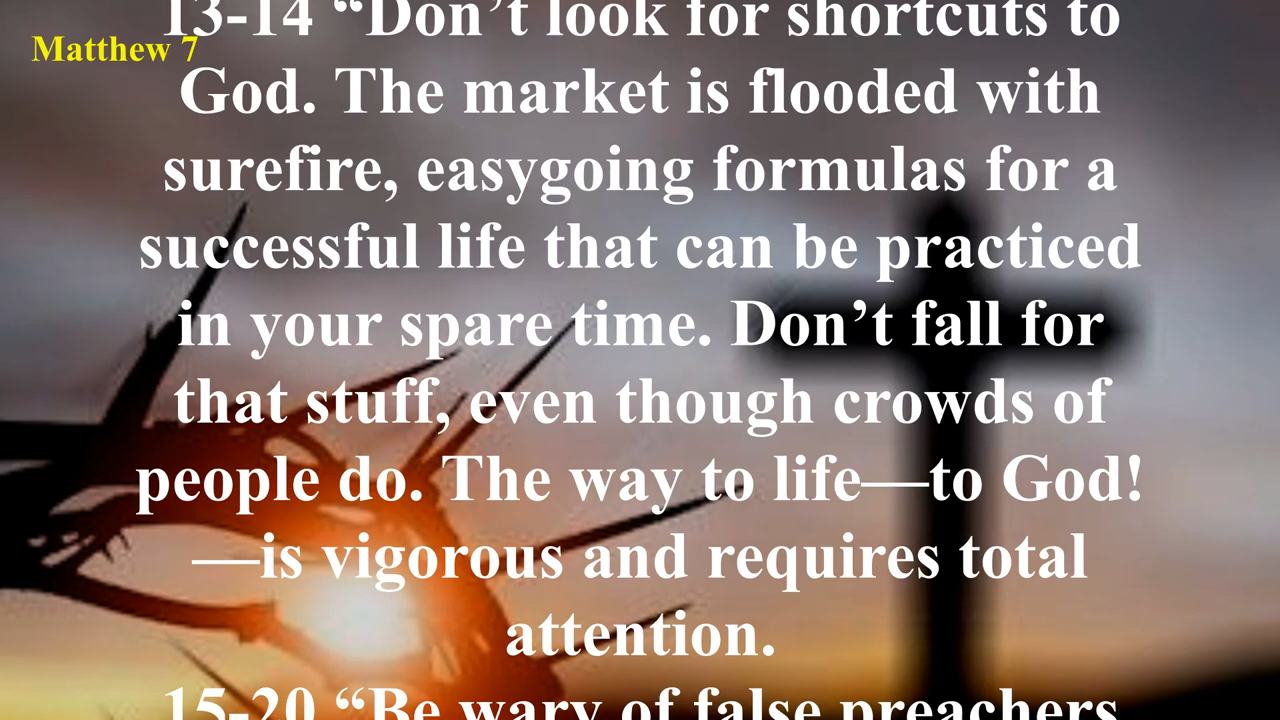 13-14 “Don’t look for shortcuts to
Matthew 7
God. The market is flooded with
surefire, easygoing formulas for a
successful life that can be practiced
in your spare time. Don’t fall for
that stuff, even though crowds of
people do. The way to life—to God!
—is vigorous and requires total
attention.
15-20 “Be wary of false preachers